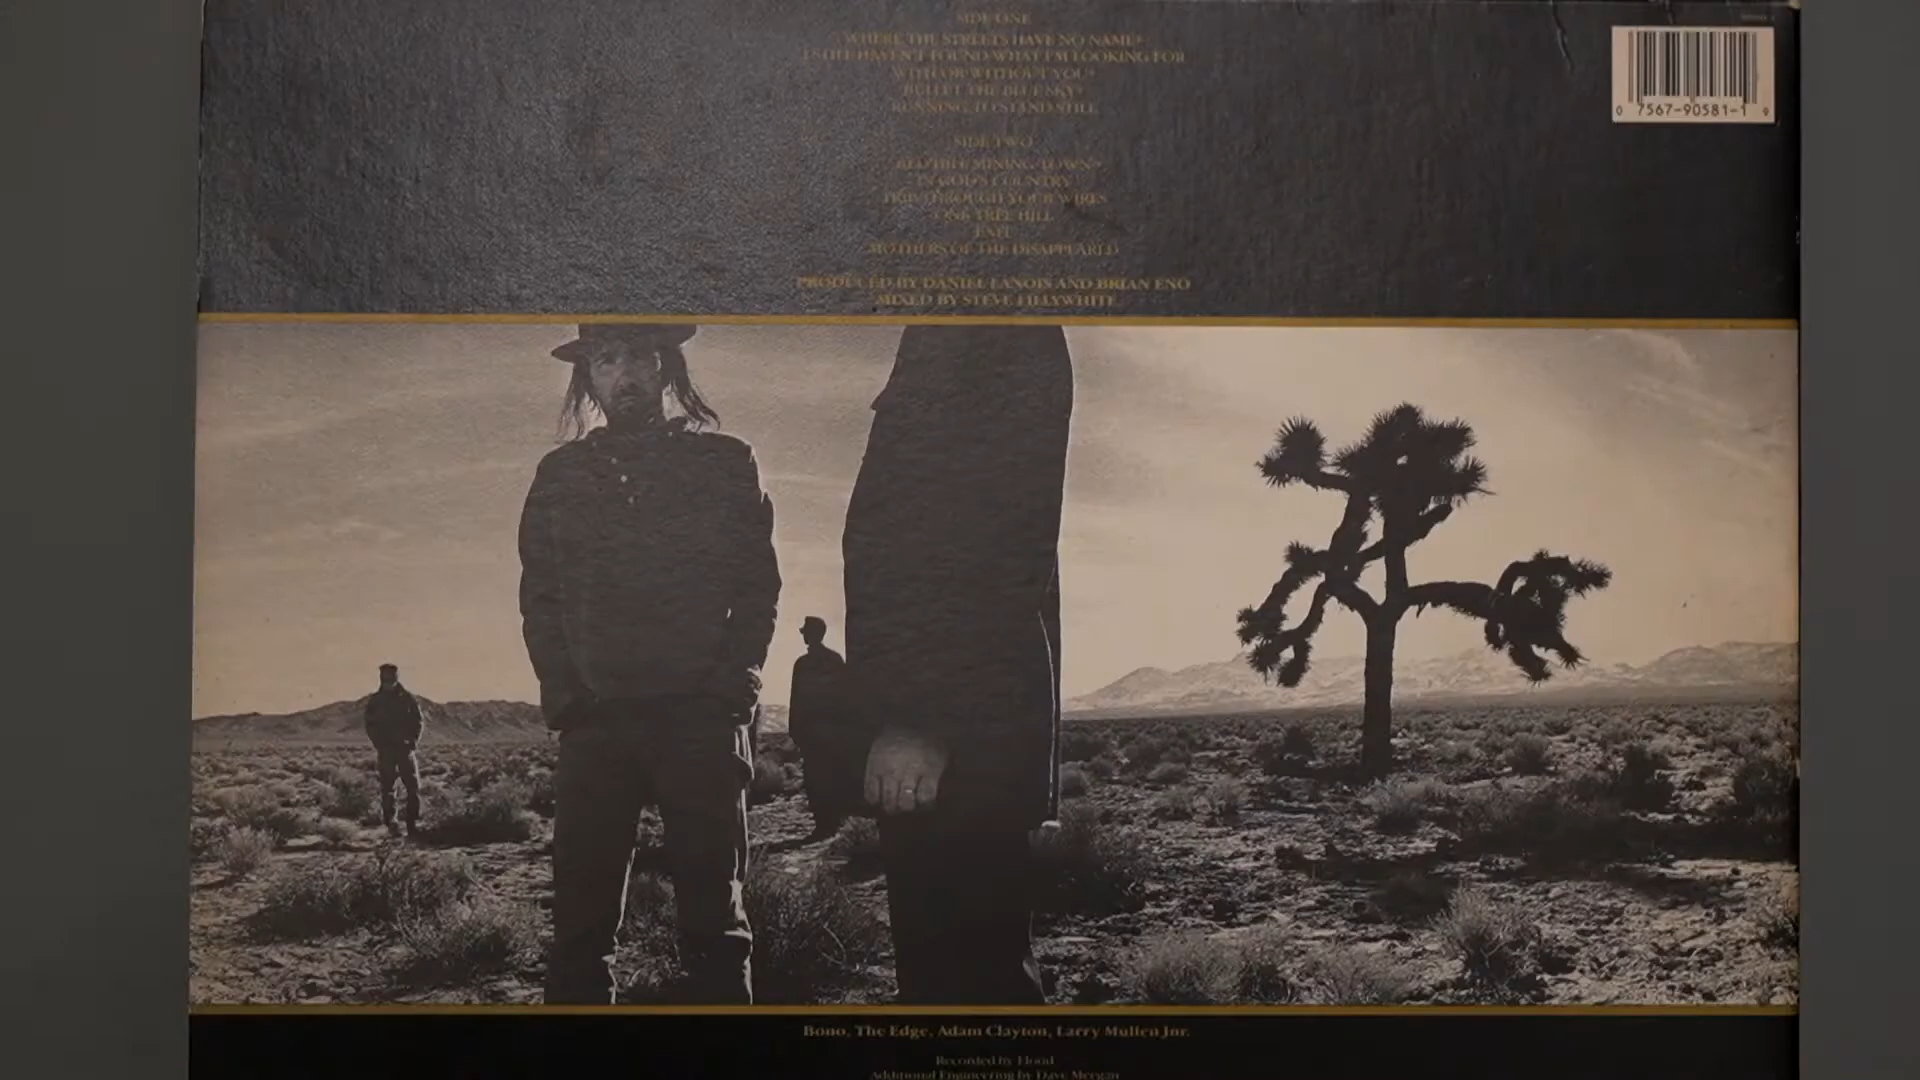 SIDE ONE
WHERE THE STREETS HAVE NO NAME*
I STILL HAVEN'T FOUND WHAT I'M LOOKING FOR
WITH OR WITHOUT YOU*
BULLET THE BLUE SKY*
RUNNING TO STAND STILL
0 7567-90581-1 9
SIDE TWO
RED HILL MINING TOWN*
IN GOD'S COUNTRY
TRIP THROUGH YOUR WIRES
ONE TREE HILL
EXIT
MOTHERS OF THE DISAPPEARED
PRODUCED BY DANIEL LANOIS AND BRIAN ENO
MIXED BY STEVE LILLYWHITE
Bono, The Edge, Adam Clayton, Larry Mullen Jnr.
Recorded by Flood
Additional Engineering by Dave Meegan